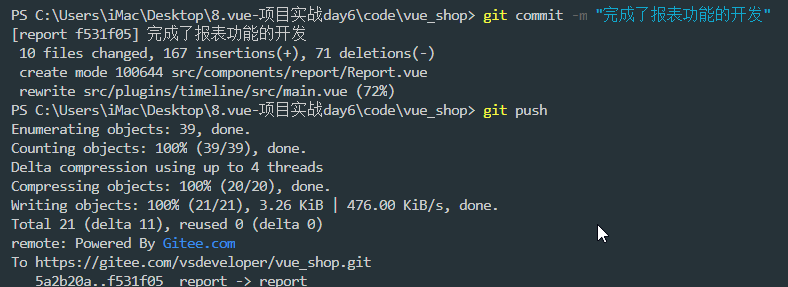 PS C:\Users\iMac\Desktop\8.vue-项目实战day6\code\vue_shop> git commit -m "完成了报表功能的开发"
[report f531f05] 完成了报表功能的开发
 10 files changed, 167 insertions(+), 71 deletions(-)
 create mode 100644 src/components/report/Report.vue
 rewrite src/plugins/timeline/src/main.vue (72%)
PS C:\Users\iMac\Desktop\8.vue-项目实战day6\code\vue_shop> git push
Enumerating objects: 39, done.
Counting objects: 100% (39/39), done.
Delta compression using up to 4 threads
Compressing objects: 100% (20/20), done.
Writing objects: 100% (21/21), 3.26 KiB | 476.00 KiB/s, done.
Total 21 (delta 11), reused 0 (delta 0)
remote: Powered By Gitee.com
To https://gitee.com/vsdeveloper/vue_shop.git
   5a2b20a..f531f05  report -> report